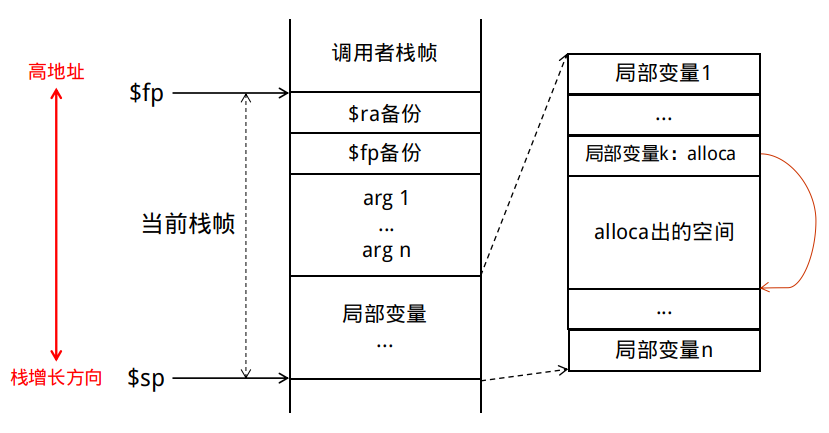 高地址
栈增长方向
$fp
当前栈帧
$sp
调用者栈帧
$ra备份
$fp备份
arg 1
...
arg n
局部变量
...
局部变量1
...
局部变量k：alloca
alloca出的空间
...
局部变量n